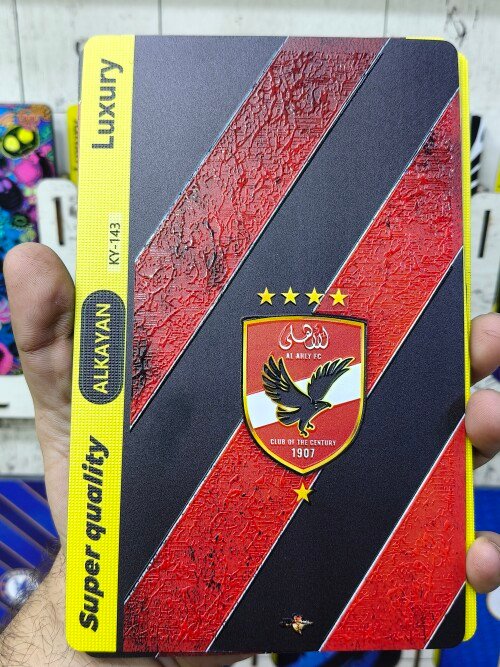 Luxury
KY-143
ALKAYAN
Super quality
الأهلي
AL AHLY FC
CLUB OF THE CENTURY
1907